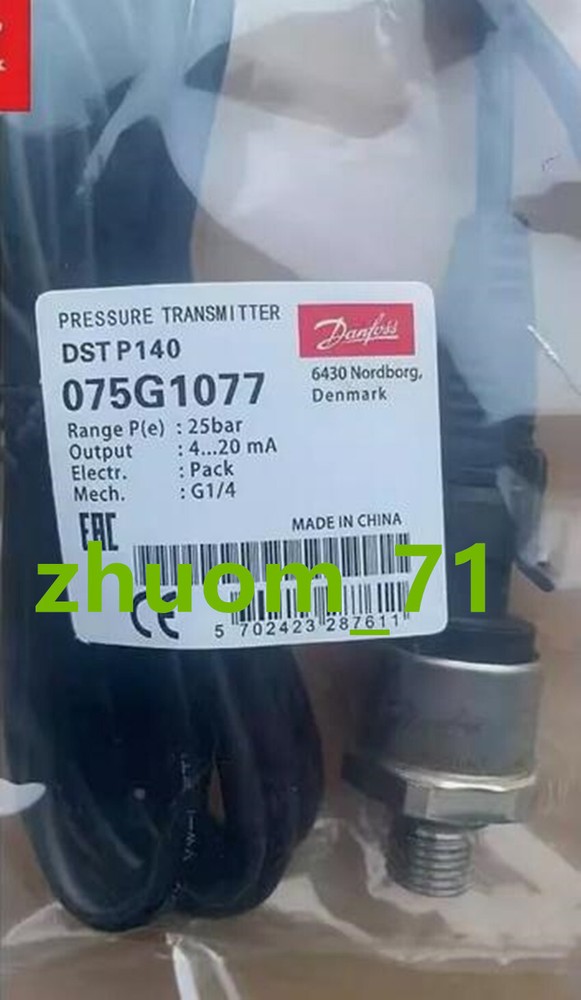 PRESSURE TRANSMITTER
Danfoss
DST P140
075G1077
6430 Nordborg,
Denmark
Range P(e) : 25bar
Output : 4...20 mA
Electr. : Pack
Mech. : G1/4
EAC
MADE IN CHINA
zhuom_71
CE
5 702423 287611